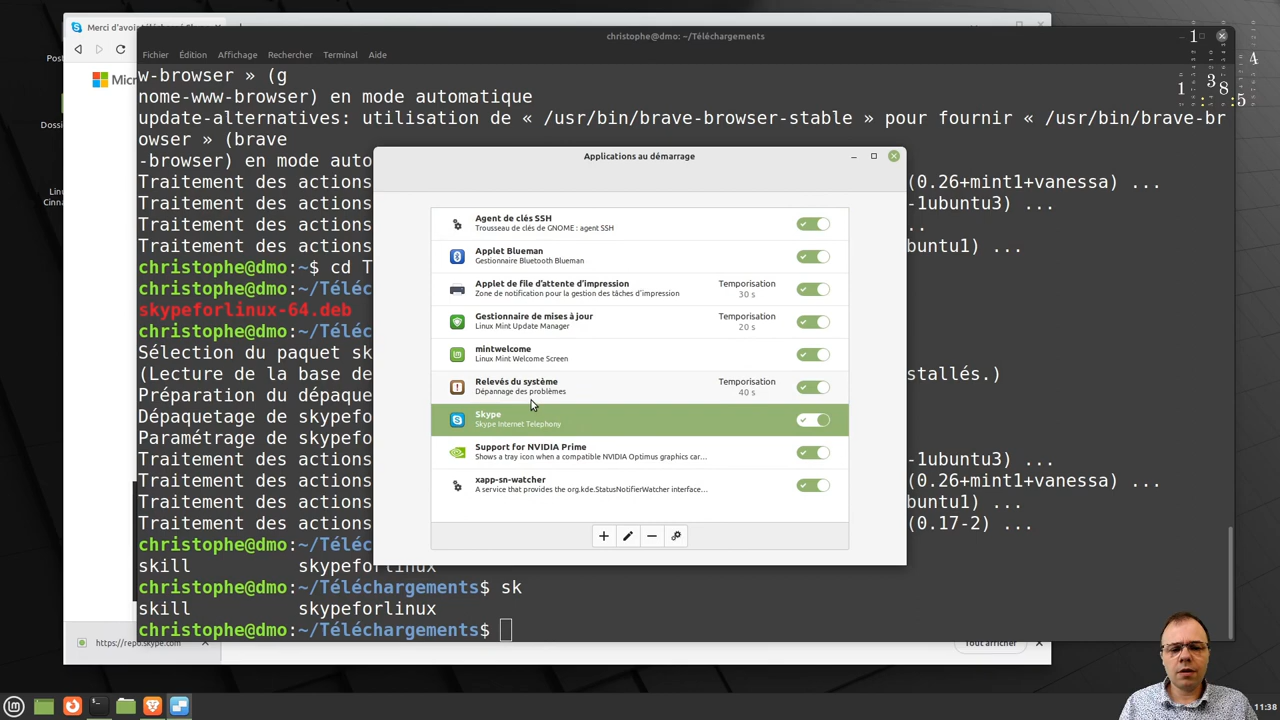 Merci d'avoir téléchargé Skype
christophe@dmo: ~/Téléchargements
Fichier Édition Affichage Rechercher Terminal Aide
w-browser » (g
nome-www-browser) en mode automatique
update-alternatives: utilisation de « /usr/bin/brave-browser-stable » pour fournir « /usr/bin/brave-br
owser » (brave
-browser) en mode auto
Traitement des actions (0.26+mint1+vanessa) ...
Traitement des actions -1ubuntu3) ...
Traitement des actions ..
Traitement des actions ubuntu1) ...
christophe@dmo:~$ cd T
christophe@dmo:~/Téléc
skypeforlinux-64.deb
christophe@dmo:~/Téléc
Sélection du paquet sk
(Lecture de la base de stallés.)
Préparation du dépaque
Dépaquetage de skypefo
Paramétrage de skypefo
Traitement des actions -1ubuntu3) ...
Traitement des actions (0.26+mint1+vanessa) ...
Traitement des actions ubuntu1) ...
Traitement des actions (0.17-2) ...
christophe@dmo:~/Téléc
skill skypeforlinux
christophe@dmo:~/Téléchargements$ sk
skill skypeforlinux
christophe@dmo:~/Téléchargements$
Applications au démarrage
Agent de clés SSH
Trousseau de clés de GNOME : agent SSH
Applet Blueman
Gestionnaire Bluetooth Blueman
Applet de file d'attente d'impression
Zone de notification pour la gestion des tâches d'impression
Temporisation
30 s
Gestionnaire de mises à jour
Linux Mint Update Manager
Temporisation
20 s
mintwelcome
Linux Mint Welcome Screen
Relevés du système
Dépannage des problèmes
Temporisation
40 s
Skype
Skype Internet Telephony
Support for NVIDIA Prime
Shows a tray icon when a compatible NVIDIA Optimus graphics car...
xapp-sn-watcher
A service that provides the org.kde.StatusNotifierWatcher interface...
https://repo.skype.com
Tout afficher
11:38